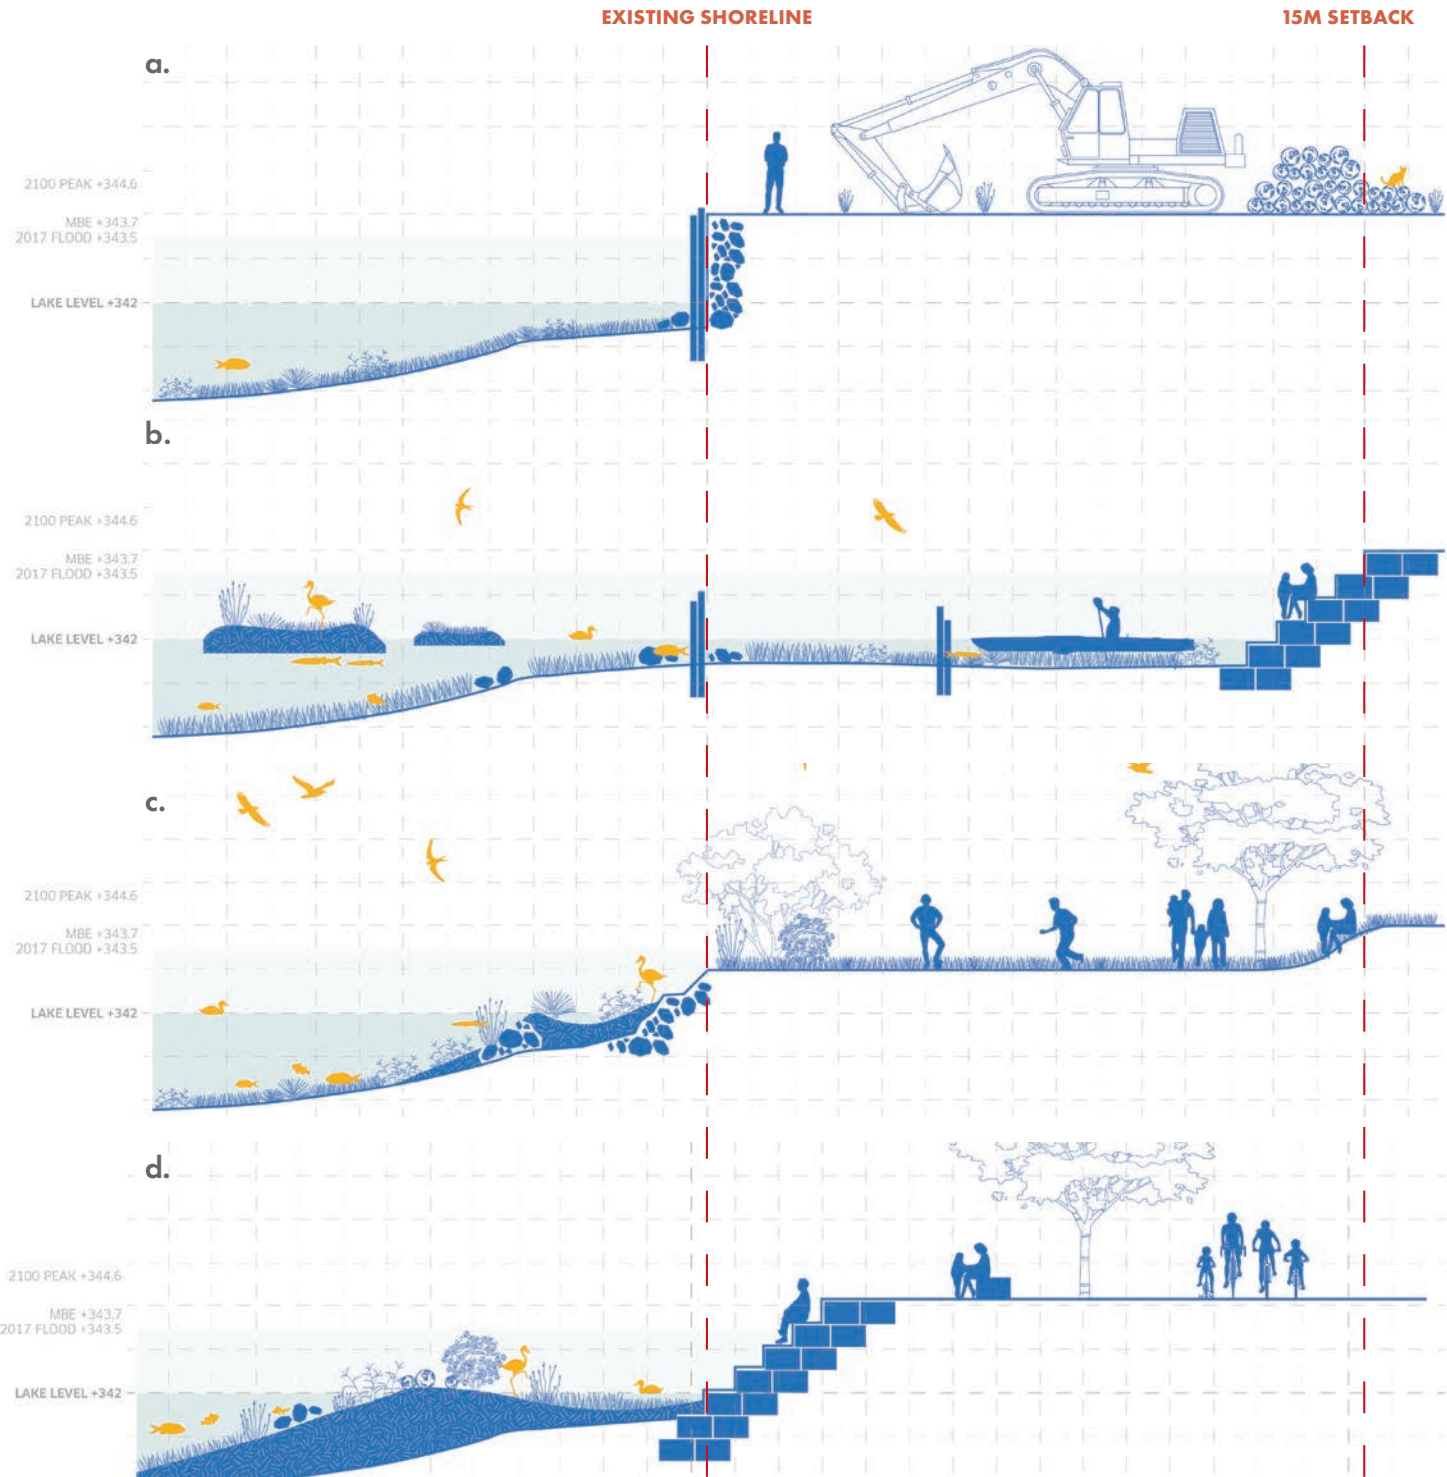 EXISTING SHORELINE
15M SETBACK
a.
2100 PEAK +344.6
MBE +343.7
2017 FLOOD +343.5
LAKE LEVEL +342
b.
2100 PEAK +344.6
MBE +343.7
2017 FLOOD +343.5
LAKE LEVEL +342
c.
2100 PEAK +344.6
MBE +343.7
2017 FLOOD +343.5
LAKE LEVEL +342
d.
2100 PEAK +344.6
MBE +343.7
2017 FLOOD +343.5
LAKE LEVEL +342